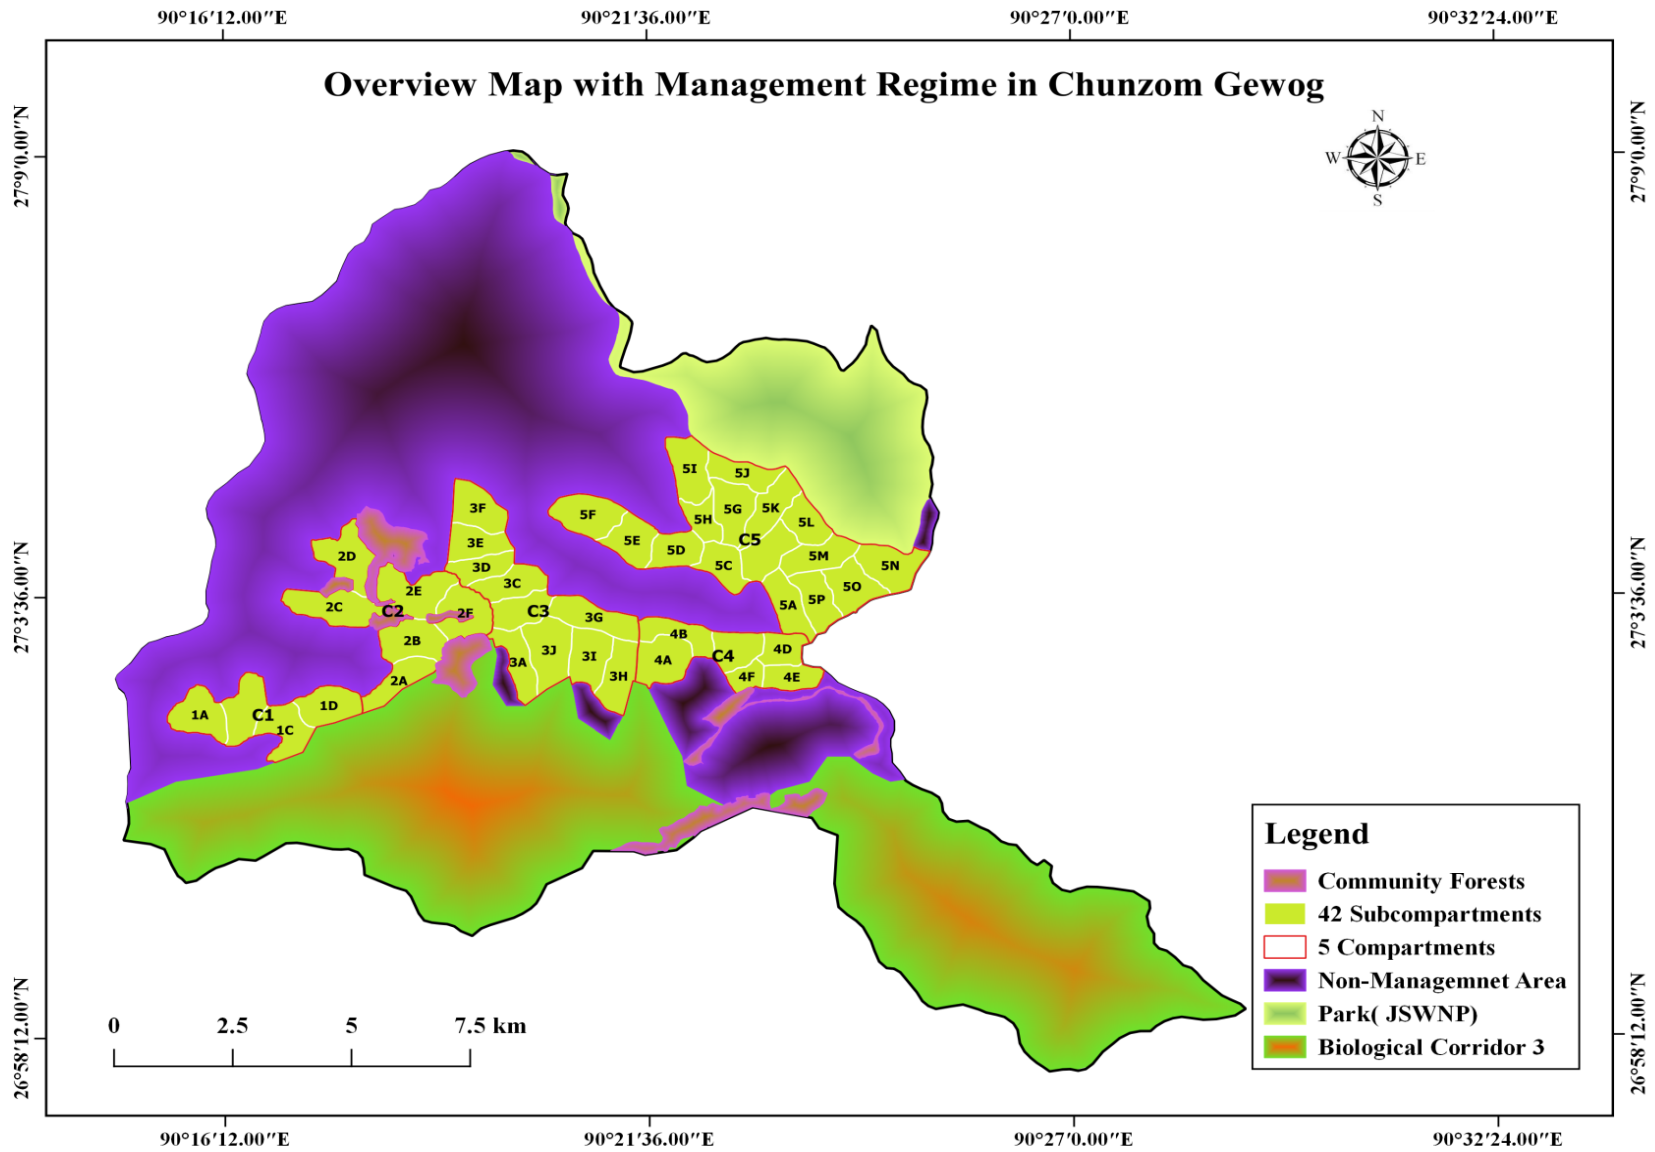 90°16'12.00"E 90°21'36.00"E 90°27'0.00"E 90°32'24.00"E
Overview Map with Management Regime in Chunzom Gewog
N
W E
S
27°9'0.00"N 27°9'0.00"N
5I 5J
3F 5F 5H 5G 5K 5L
3E 5E 5D C5 5M
2D 3D 5C 5N
2E 3C 5O
2C C2 2F C3 3G 5A 5P
27°3'36.00"N 27°3'36.00"N
2B 3J 4B 4D
3A 3I 4A C4
2A 3H 4F 4E
1A C1 1D
1C
Legend
Community Forests
42 Subcompartments
5 Compartments
Non-Managemnet Area
Park( JSWNP)
Biological Corridor 3
0 2.5 5 7.5 km
26°58'12.00"N 26°58'12.00"N
90°16'12.00"E 90°21'36.00"E 90°27'0.00"E 90°32'24.00"E